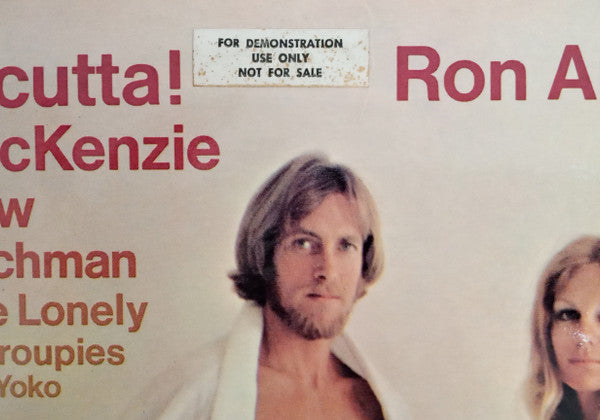 cutta!
cKenzie
w
chman
e Lonely
roupies
Yoko
FOR DEMONSTRATION
USE ONLY
NOT FOR SALE
Ron A